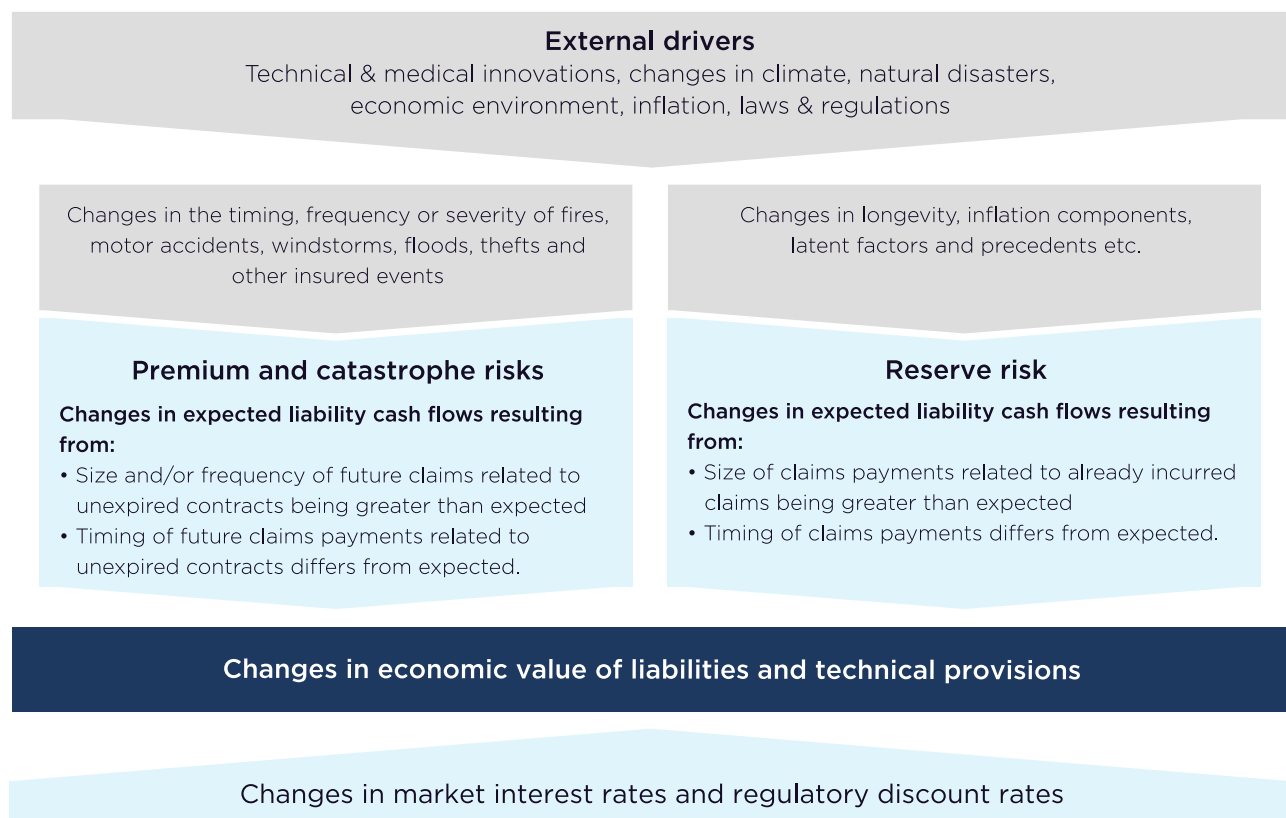 External drivers
Technical & medical innovations, changes in climate, natural disasters,
economic environment, inflation, laws & regulations
Changes in the timing, frequency or severity of fires,
motor accidents, windstorms, floods, thefts and
other insured events
Premium and catastrophe risks
Changes in expected liability cash flows resulting
from:
• Size and/or frequency of future claims related to
unexpired contracts being greater than expected
• Timing of future claims payments related to
unexpired contracts differs from expected.
Changes in longevity, inflation components,
latent factors and precedents etc.
Reserve risk
Changes in expected liability cash flows resulting
from:
• Size of claims payments related to already incurred
claims being greater than expected
• Timing of claims payments differs from expected.
Changes in economic value of liabilities and technical provisions
Changes in market interest rates and regulatory discount rates